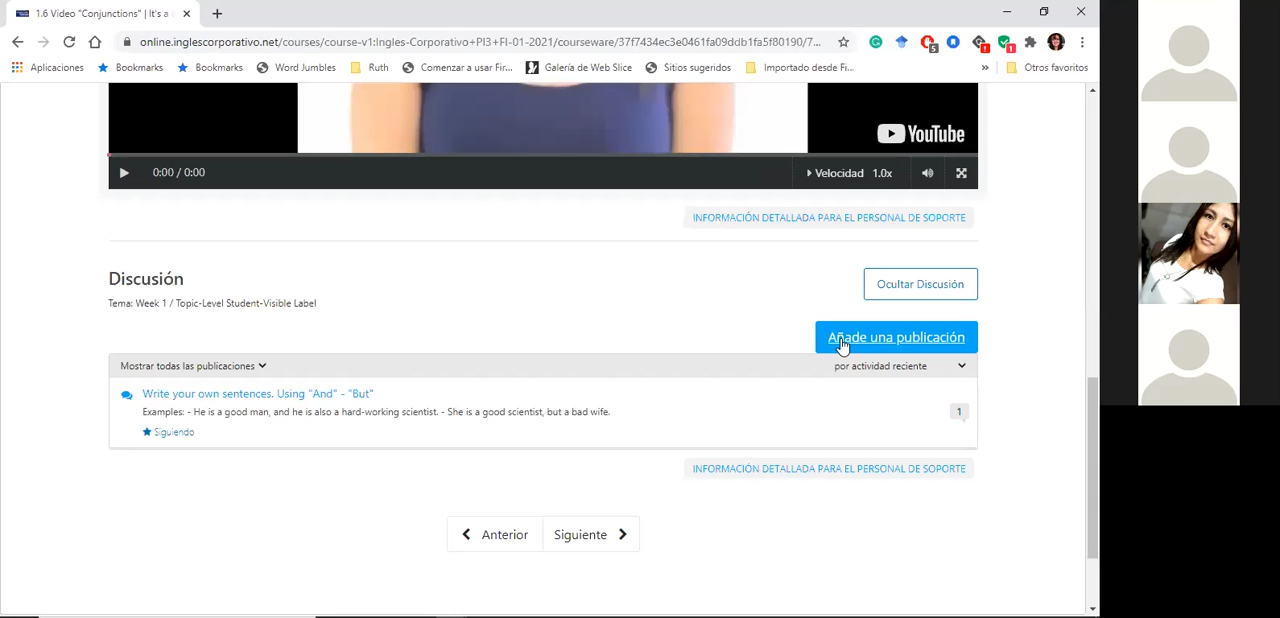 1.6 Video "Conjunctions" | It's a
online.inglescorporativo.net/courses/course-v1:Ingles-Corporativo+PI3+FI-01-2021/courseware/37f7434ec3e0461fa09ddb1fa5f80190/7...
Aplicaciones Bookmarks Bookmarks Word Jumbles Ruth Comenzar a usar Fir... Galería de Web Slice Sitios sugeridos Importado desde Fi... » Otros favoritos
YouTube
0:00 / 0:00 Velocidad 1.0x
INFORMACIÓN DETALLADA PARA EL PERSONAL DE SOPORTE
Discusión
Ocultar Discusión
Tema: Week 1 / Topic-Level Student-Visible Label
Añade una publicación
Mostrar todas las publicaciones por actividad reciente
Write your own sentences. Using "And" - "But"
Examples: - He is a good man, and he is also a hard-working scientist. - She is a good scientist, but a bad wife.
1
Siguiendo
INFORMACIÓN DETALLADA PARA EL PERSONAL DE SOPORTE
Anterior Siguiente